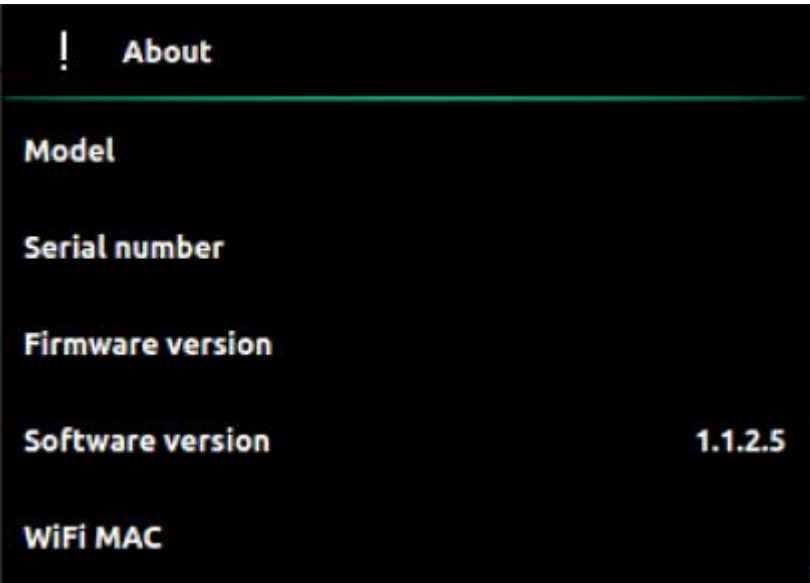 ! About
Model
Serial number
Firmware version
Software version 1.1.2.5
WiFi MAC